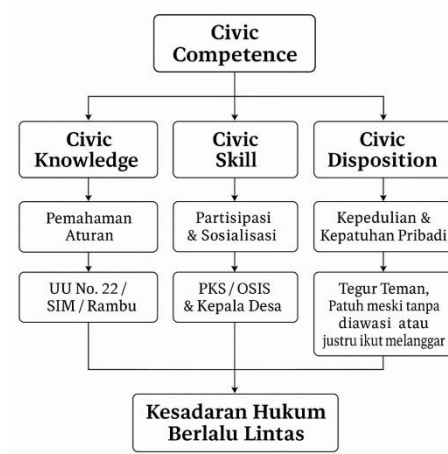 Civic
Competence
Civic
Knowledge
Civic
Skill
Civic
Disposition
Pemahaman
Aturan
Partisipasi
& Sosialisasi
Kepedulian &
Kepatuhan Pribadi
UU No. 22 /
SIM / Rambu
PKS / OSIS
& Kepala Desa
Tegur Teman,
Patuh meski tanpa
diawasi atau
justru ikut melanggar
Kesadaran Hukum
Berlalu Lintas